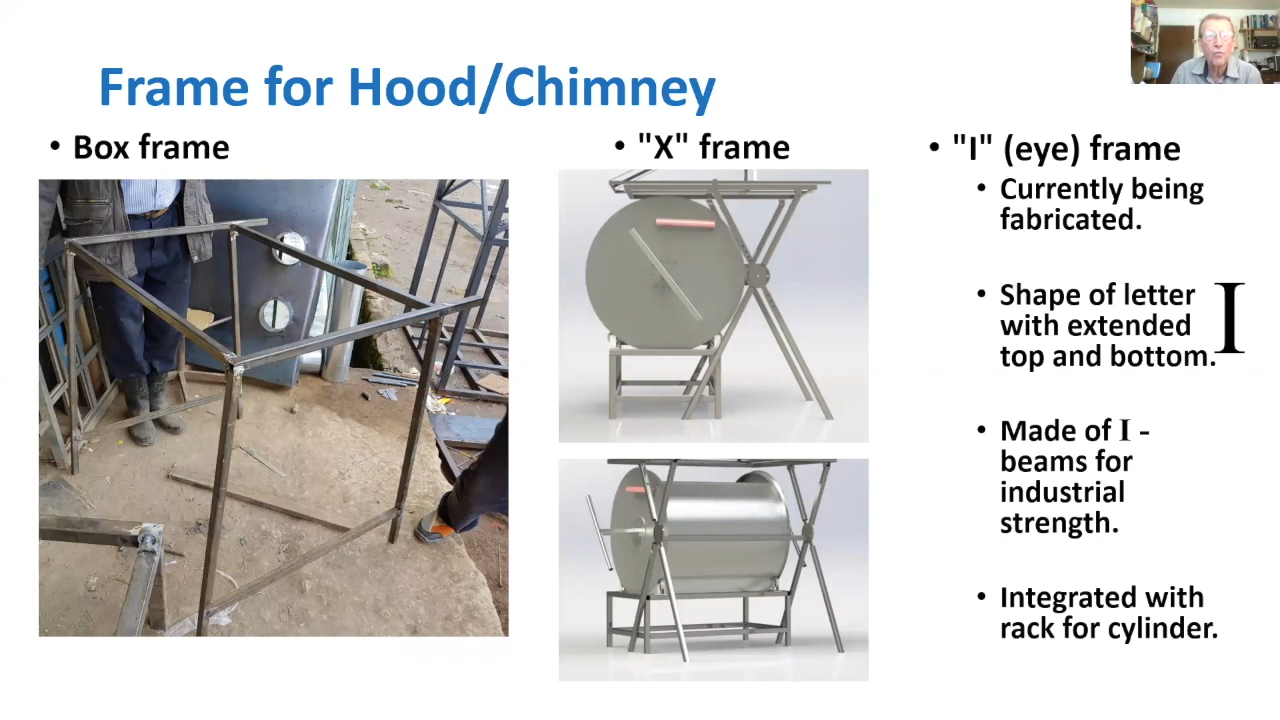 Frame for Hood/Chimney
• Box frame
• "X" frame
• "I" (eye) frame
• Currently being
fabricated.
• Shape of letter
with extended
top and bottom.
I
• Made of I -
beams for
industrial
strength.
• Integrated with
rack for cylinder.